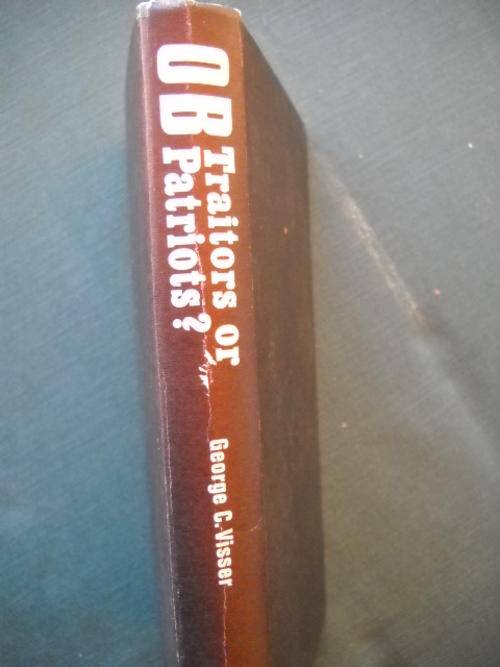 OB
Traitors or
Patriots?
George C. Visser